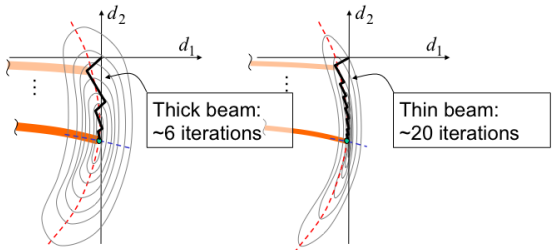 d₂
d₁
⋮
Thick beam:
~6 iterations
d₂
d₁
⋮
Thin beam:
~20 iterations